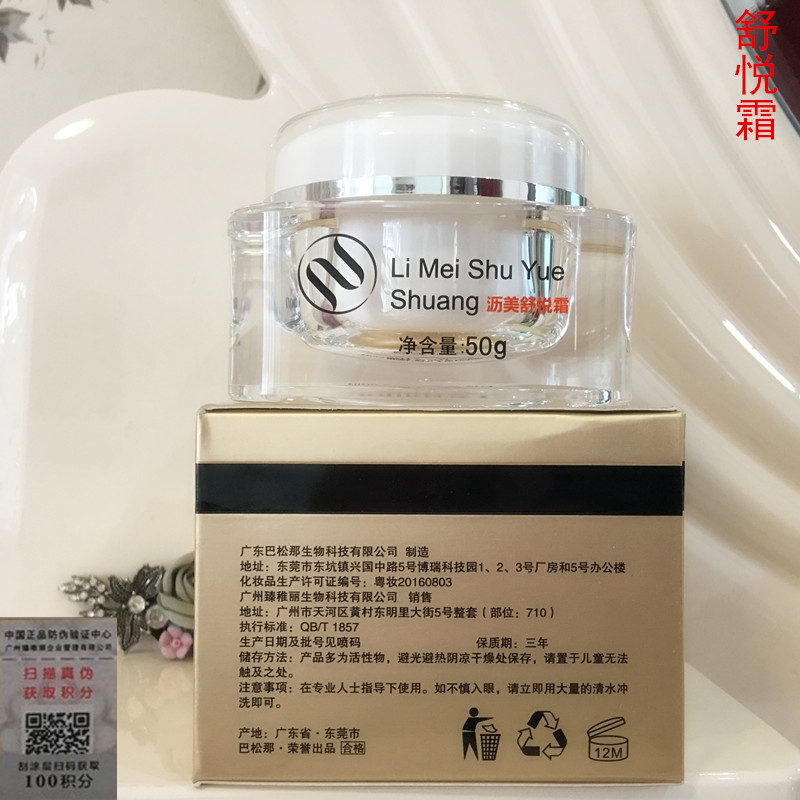 舒悦霜
Li Mei Shu Yue
Shuang 沥美舒悦霜
净含量:50g
广东巴松那生物科技有限公司 制造
地址：东莞市东坑镇兴国中路5号博瑞科技园1、2、3号厂房和5号办公楼
化妆品生产许可证编号：粤妆20160803
广州臻稚丽生物科技有限公司 销售
地址：广州市天河区黄村东明里大街5号整套（部位：710）
执行标准：QB/T 1857
生产日期及批号见喷码 保质期：三年
储存方法：产品多为活性物，避光避热阴凉干燥处保存，请置于儿童无法
触及之处。
注意事项：在专业人士指导下使用。如不慎入眼，请立即用大量的清水冲
洗即可。
产地：广东省·东莞市
巴松那·荣誉出品 合格
12M
中国正品防伪验证中心
扫描真伪
获取积分
刮涂层扫码获取
100积分